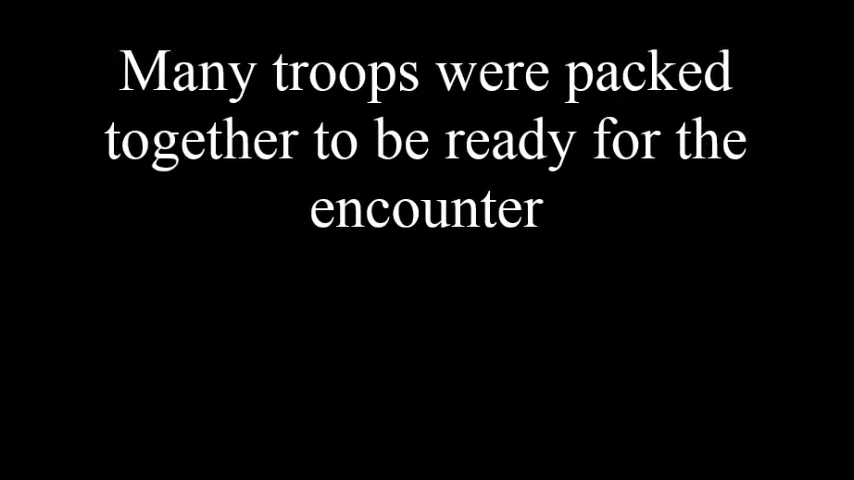 Many troops were packed
together to be ready for the
encounter